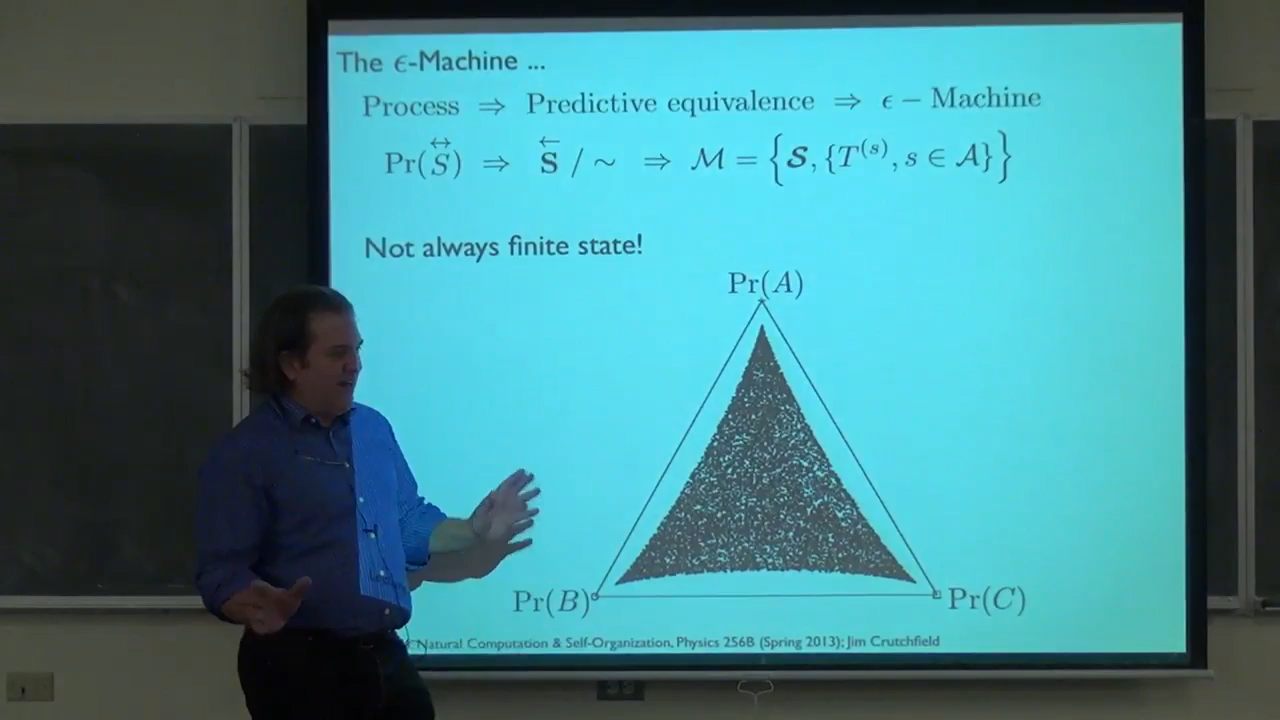 The ϵ-Machine ...
Process ⇒ Predictive equivalence ⇒ ϵ − Machine
Pr(S↔) ⇒ S← / ∼ ⇒ M = {S, {T(s), s ∈ A}}
Not always finite state!
Pr(A)
Pr(B)
Pr(C)
Natural Computation & Self-Organization, Physics 256B (Spring 2013); Jim Crutchfield